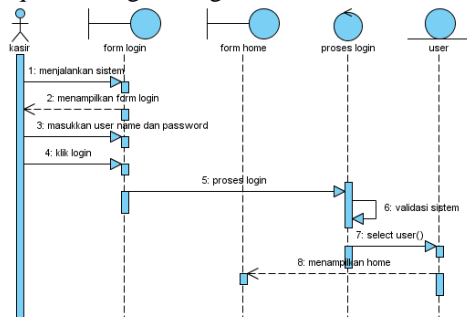 kasir
form login
form home
proses login
user
1: menjalankan sistem
2: menampilkan form login
3: masukkan user name dan password
4: klik login
5: proses login
6: validasi sistem
7: select user()
8: menampilkan home